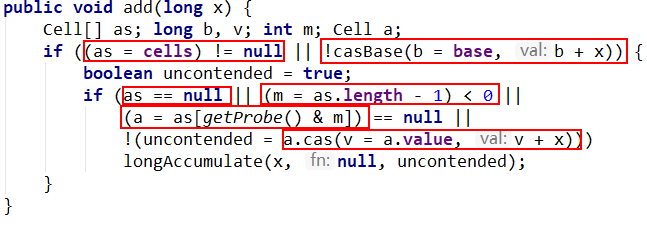 public void add(long x) {
Cell[] as; long b, v; int m; Cell a;
if ((as = cells) != null || !casBase(b = base, val: b + x)) {
boolean uncontended = true;
if (as == null || (m = as.length - 1) < 0 ||
(a = as[getProbe() & m]) == null ||
!(uncontended = a.cas(v = a.value, val: v + x)))
longAccumulate(x, fn: null, uncontended);
}
}